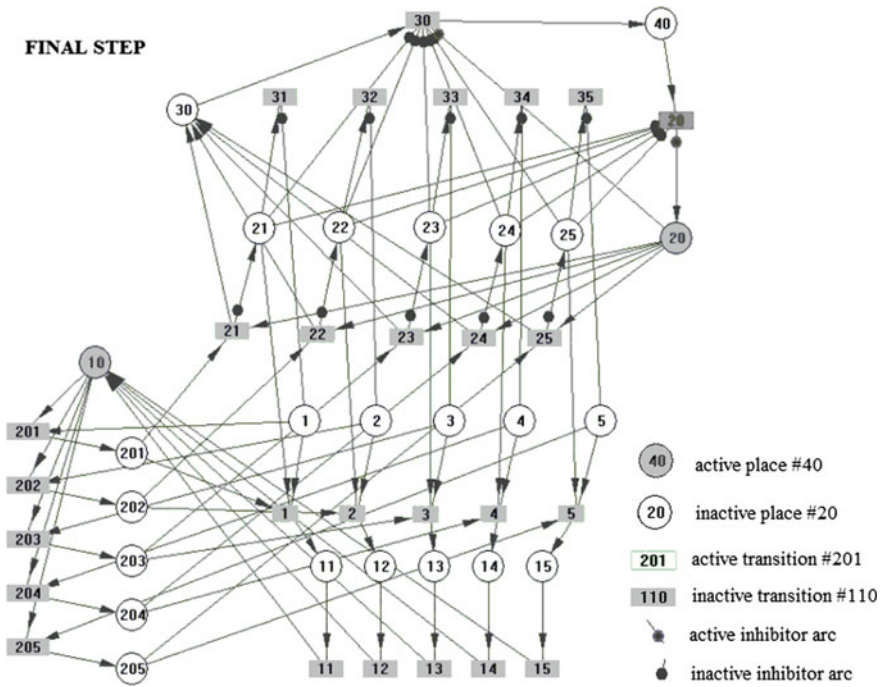 30
40
FINAL STEP
31 32 33 34 35
30
20
21 22 23 24 25
20
21 22 23 24 25
10
1 2 3 4 5
201
201
202
202
1 2 3 4 5
203
203
11 12 13 14 15
204
204
205
205
11 12 13 14 15
40 active place #40
20 inactive place #20
201 active transition #201
110 inactive transition #110
active inhibitor arc
inactive inhibitor arc